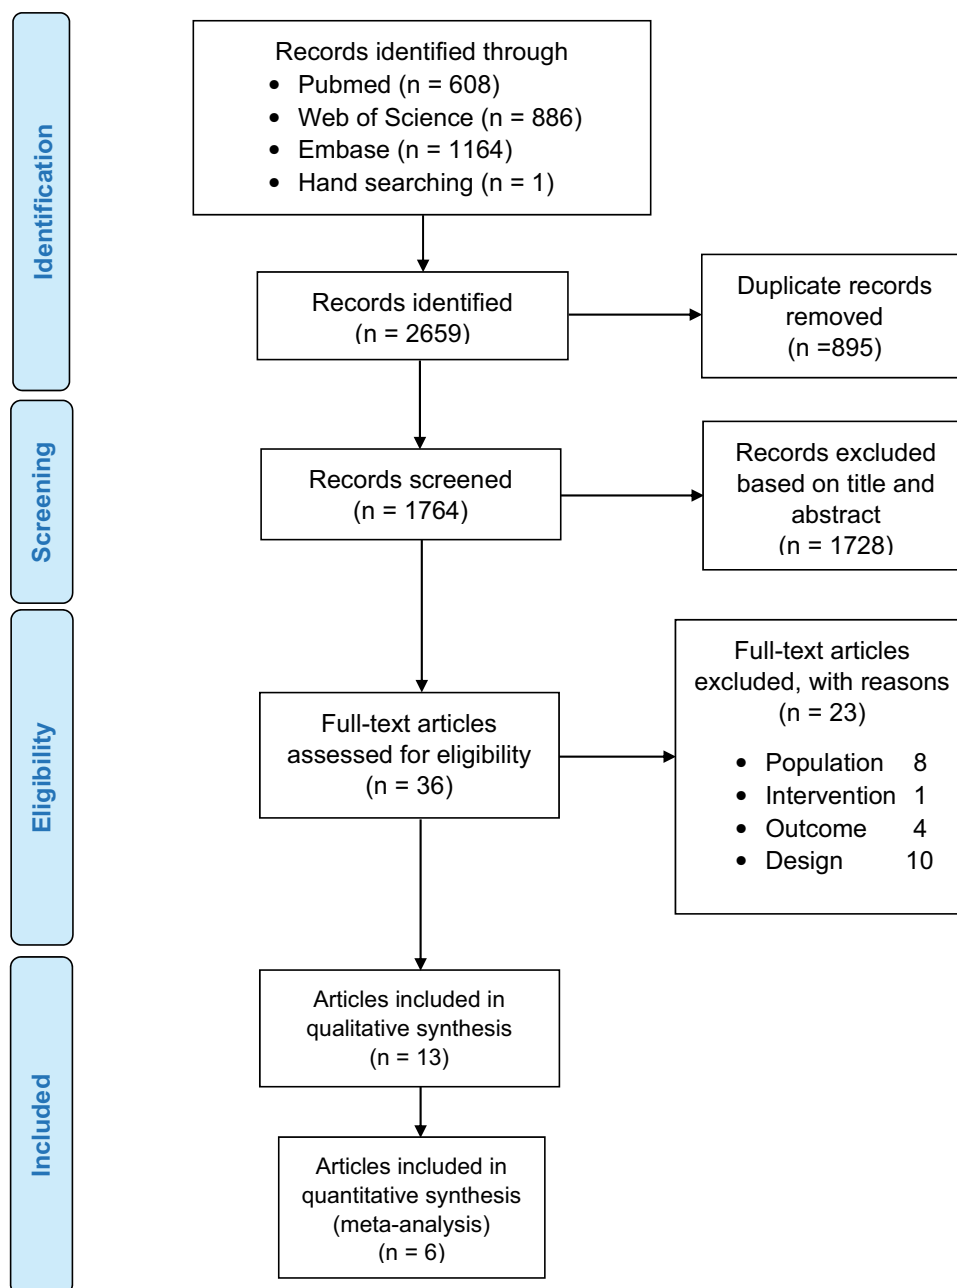 Identification
Records identified through
• Pubmed (n = 608)
• Web of Science (n = 886)
• Embase (n = 1164)
• Hand searching (n = 1)
Records identified
(n = 2659)
Duplicate records
removed
(n =895)
Screening
Records screened
(n = 1764)
Records excluded
based on title and
abstract
(n = 1728)
Eligibility
Full-text articles
assessed for eligibility
(n = 36)
Full-text articles
excluded, with reasons
(n = 23)
• Population 8
• Intervention 1
• Outcome 4
• Design 10
Included
Articles included in
qualitative synthesis
(n = 13)
Articles included in
quantitative synthesis
(meta-analysis)
(n = 6)